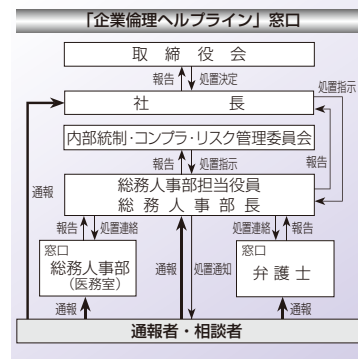 「企業倫理ヘルプライン」窓口
取締役会
報告 処置決定
処置指示
社長
内部統制・コンプラ・リスク管理委員会
報告 処置指示
報告
通報
総務人事部担当役員
総務人事部長
報告 処置連絡
処置連絡 報告
窓口
総務人事部
(医務室)
通報 処置通知
窓口
弁護士
通報
通報
通報者・相談者